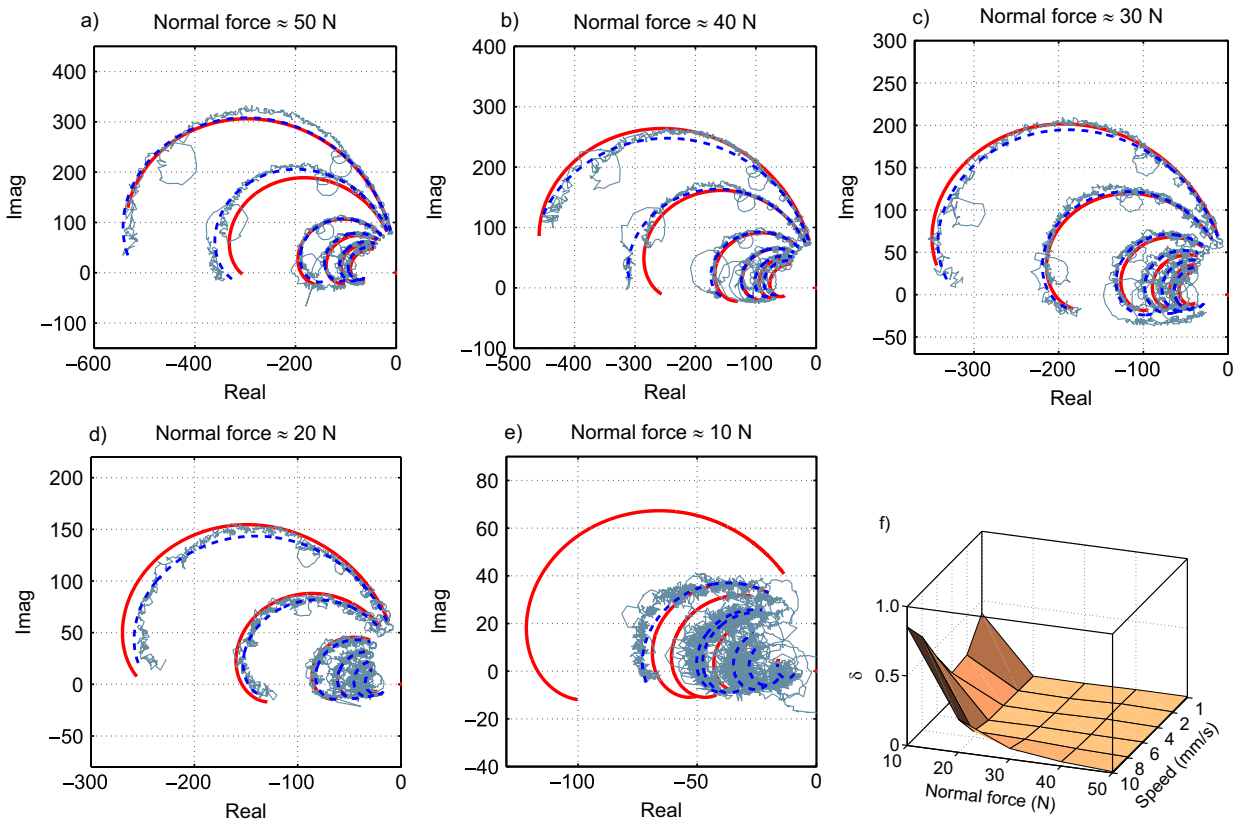 a) Normal force ≈ 50 N
400
300
200
100
0
−100
Imag
−600 −400 −200 0
Real
b) Normal force ≈ 40 N
400
300
200
100
0
−100
Imag
−500 −400 −300 −200 −100 0
Real
c) Normal force ≈ 30 N
300
250
200
150
100
50
0
−50
Imag
−300 −200 −100 0
Real
d) Normal force ≈ 20 N
200
150
100
50
0
−50
Imag
−300 −200 −100 0
Real
e) Normal force ≈ 10 N
80
60
40
20
0
−20
−40
Imag
−100 −50 0
Real
f)
1.0
0.5
0
δ
10 20 30 40 50
Normal force (N)
10 8 6 4 2 1
Speed (mm/s)